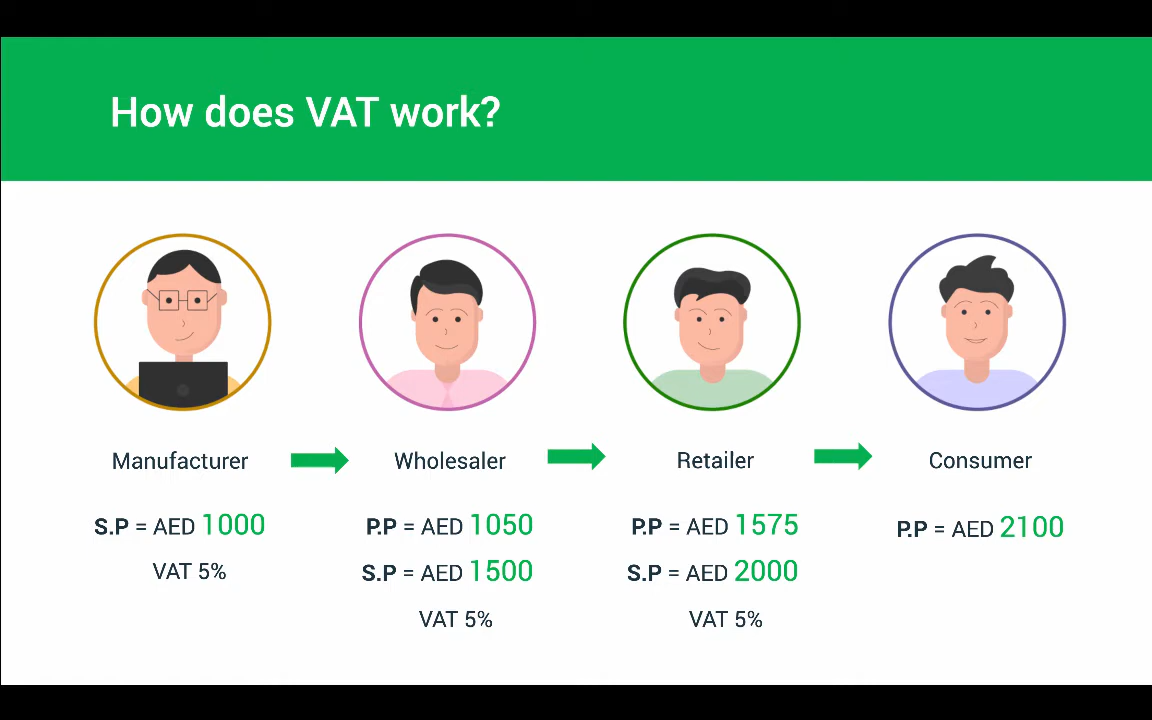 How does VAT work?
Manufacturer
Wholesaler
Retailer
Consumer
S.P = AED 1000
P.P = AED 1050
P.P = AED 1575
P.P = AED 2100
S.P = AED 1500
S.P = AED 2000
VAT 5%
VAT 5%
VAT 5%